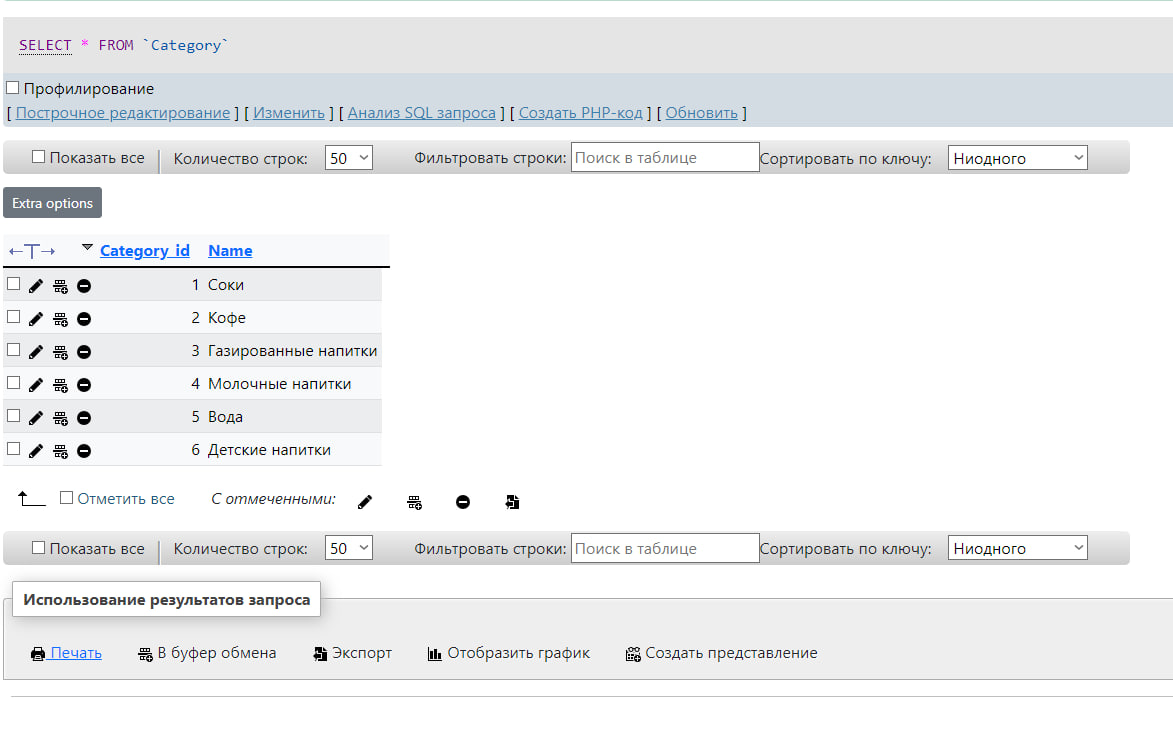 SELECT * FROM `Category`
Профилирование
[ Построчное редактирование ] [ Изменить ] [ Анализ SQL запроса ] [ Создать PHP-код ] [ Обновить ]
Показать все Количество строк: 50 Фильтровать строки: Поиск в таблице Сортировать по ключу: Ниодного
Extra options
←T→ Category_id Name
1 Соки
2 Кофе
3 Газированные напитки
4 Молочные напитки
5 Вода
6 Детские напитки
Отметить все С отмеченными:
Показать все Количество строк: 50 Фильтровать строки: Поиск в таблице Сортировать по ключу: Ниодного
Использование результатов запроса
Печать В буфер обмена Экспорт Отобразить график Создать представление